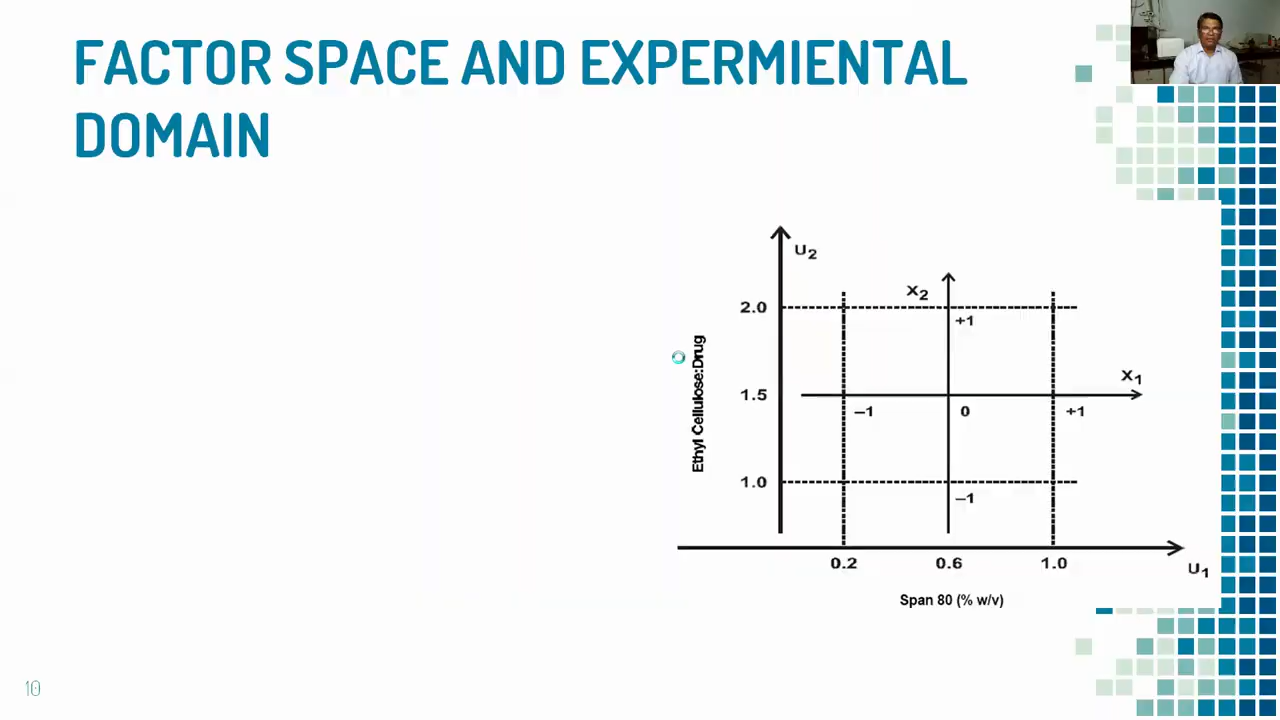 FACTOR SPACE AND EXPERMIENTAL
DOMAIN
U2
X2
2.0
+1
Ethyl Cellulose:Drug
X1
1.5
–1
0
+1
1.0
–1
0.2
0.6
1.0
U1
Span 80 (% w/v)
10